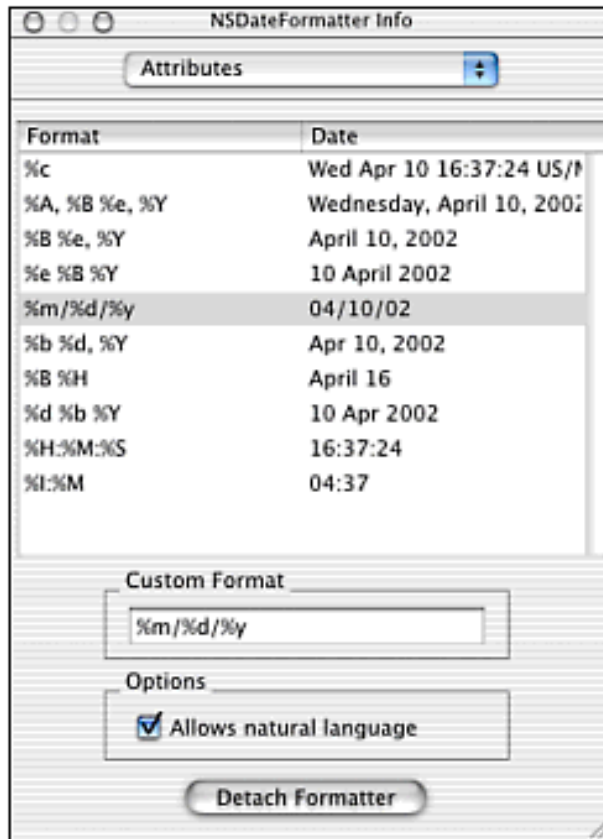 NSDateFormatter Info
Attributes
Format Date
%c Wed Apr 10 16:37:24 US/
%A, %B %e, %Y Wednesday, April 10, 2002
%B %e, %Y April 10, 2002
%e %B %Y 10 April 2002
%m/%d/%y 04/10/02
%b %d, %Y Apr 10, 2002
%B %H April 16
%d %b %Y 10 Apr 2002
%H:%M:%S 16:37:24
%I:%M 04:37
Custom Format
%m/%d/%y
Options
Allows natural language
Detach Formatter